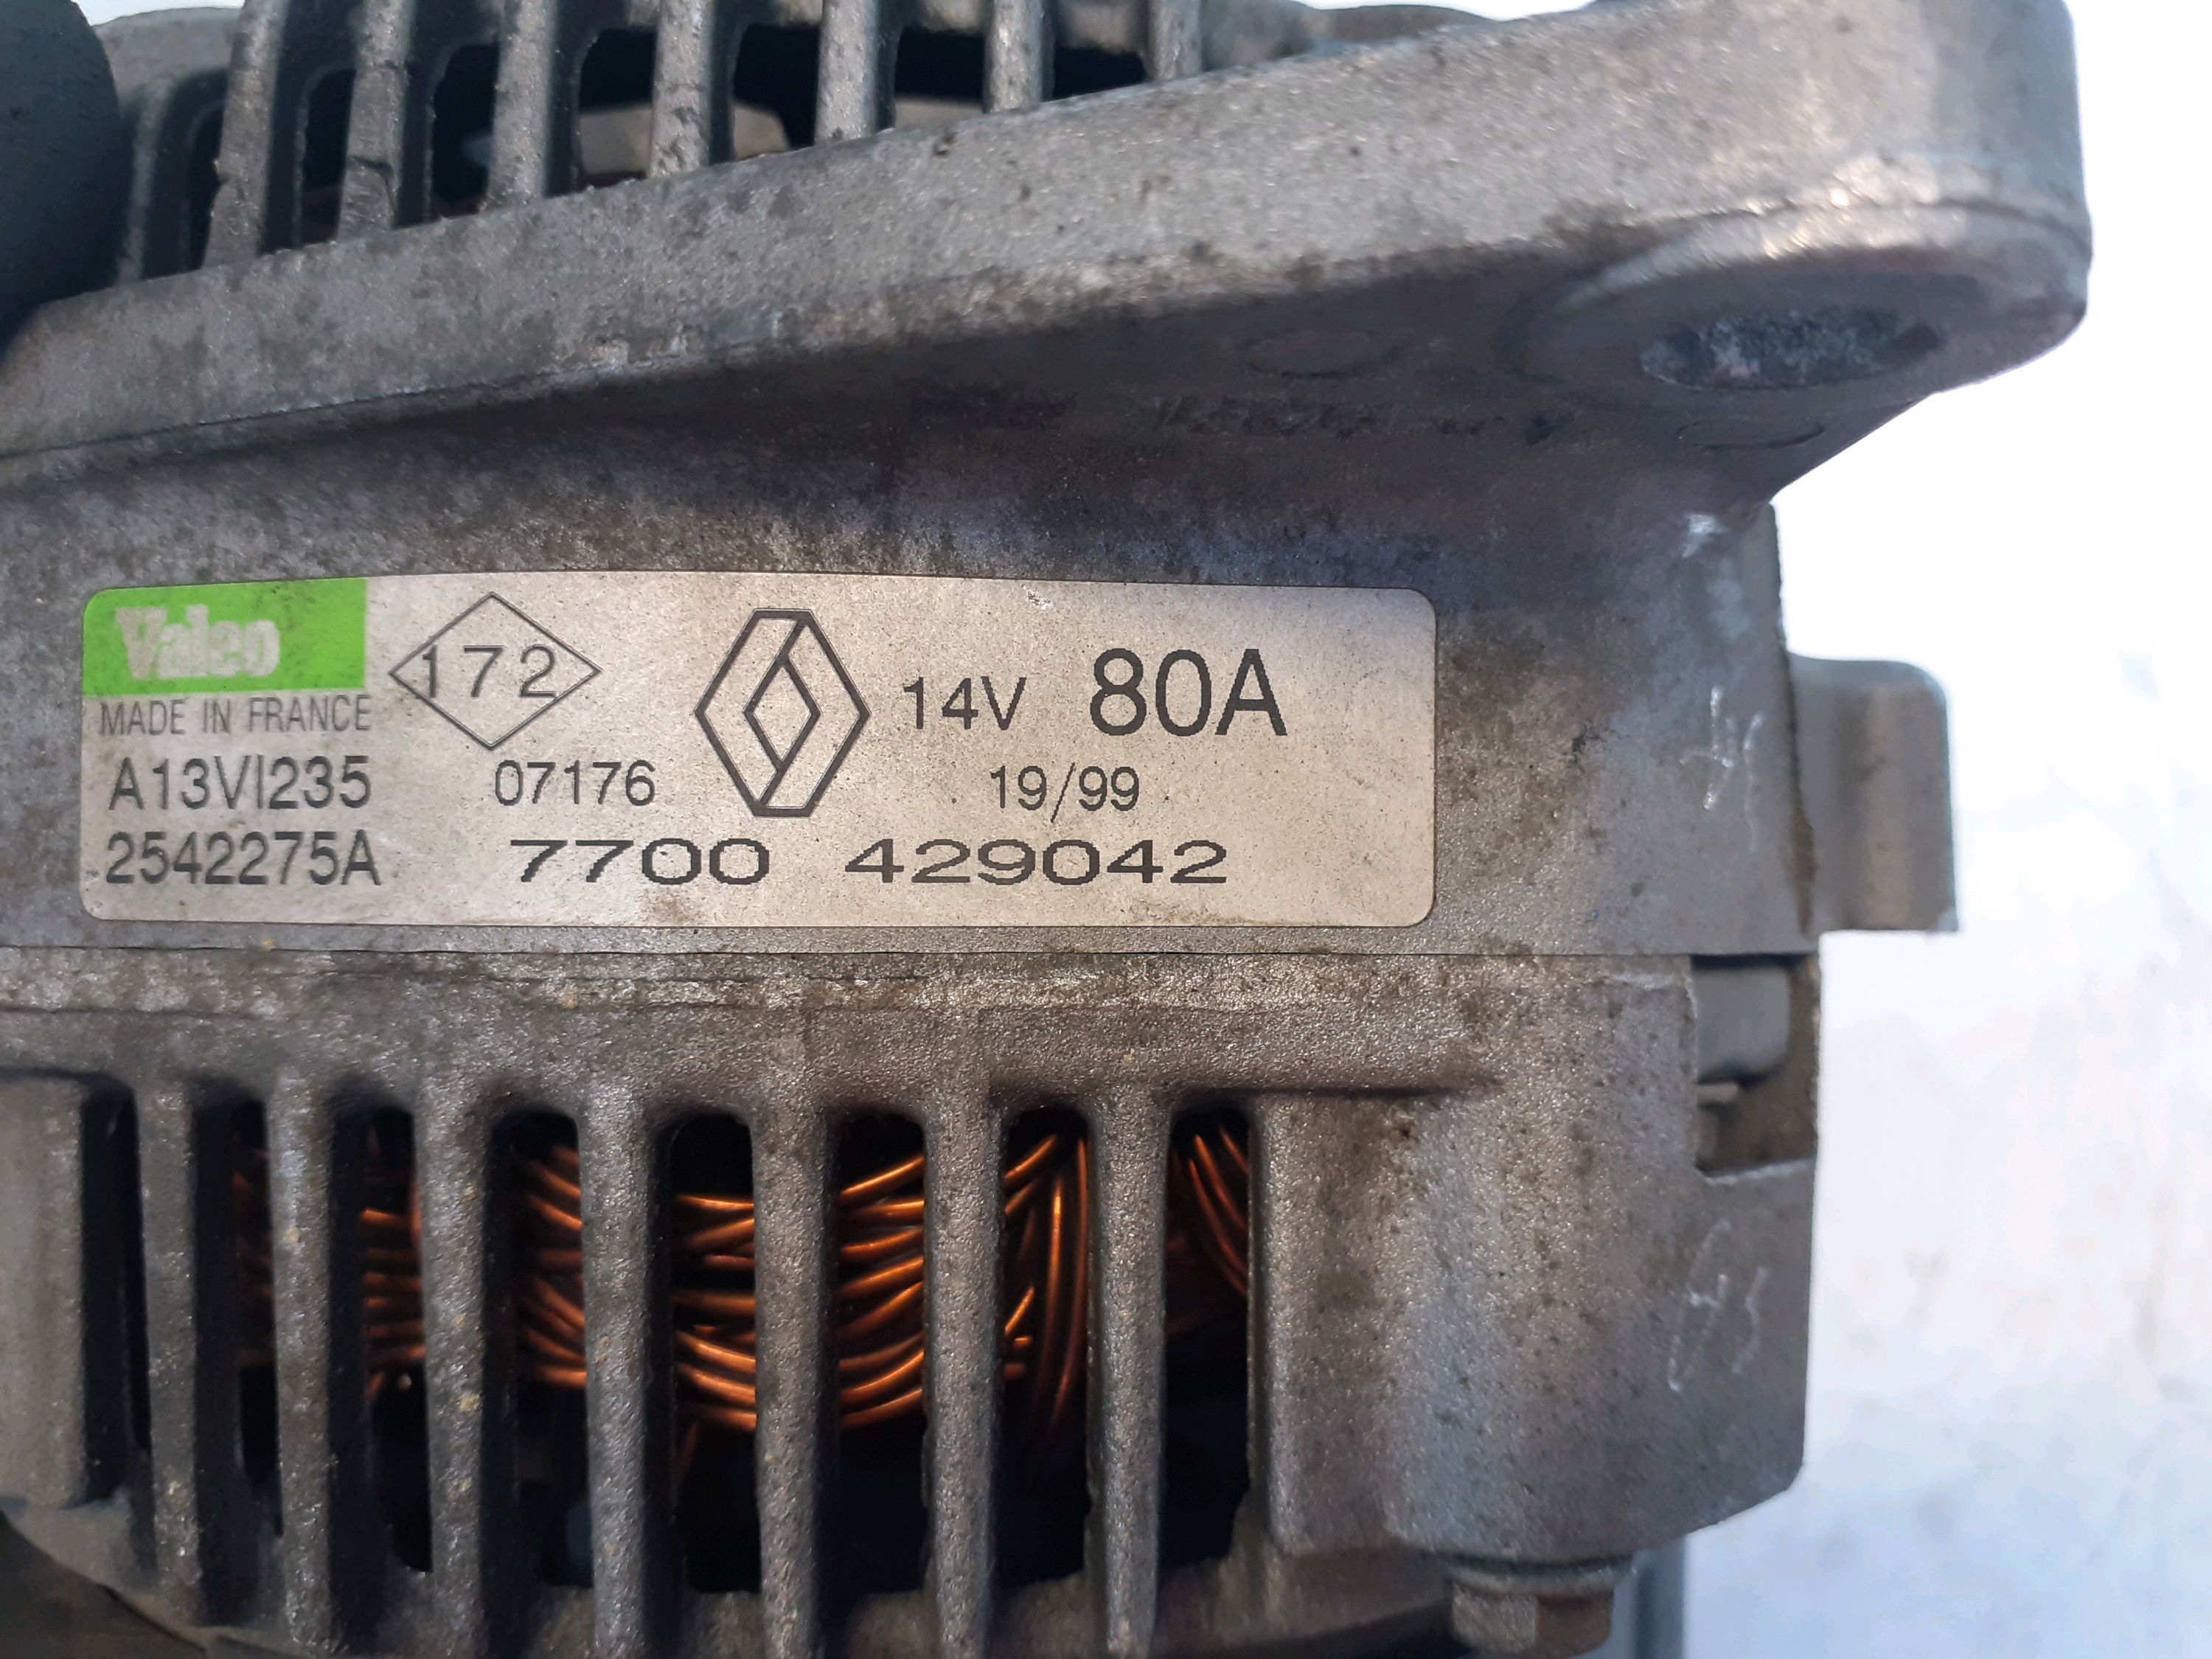 Valeo
MADE IN FRANCE
172
14V 80A
A13VI235 07176 19/99
2542275A 7700 429042